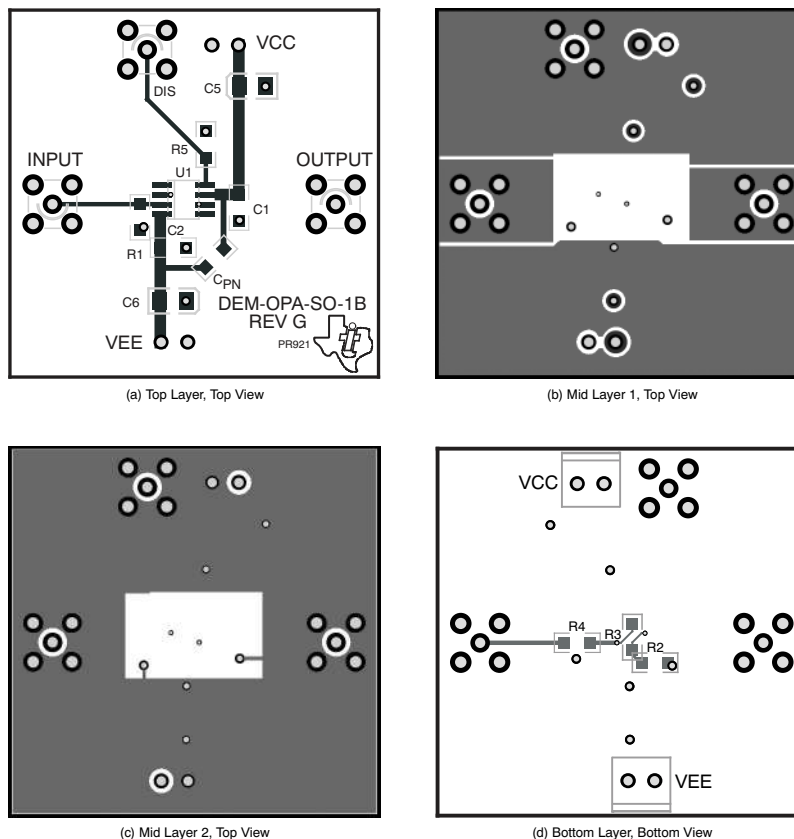 VCC
C5
DIS
R5
INPUT
U1
OUTPUT
C1
C2
R1
CPN
C6
DEM-OPA-SO-1B
REV G
VEE
PR921
(a) Top Layer, Top View
(b) Mid Layer 1, Top View
VCC
R4
R3
R2
VEE
(c) Mid Layer 2, Top View
(d) Bottom Layer, Bottom View